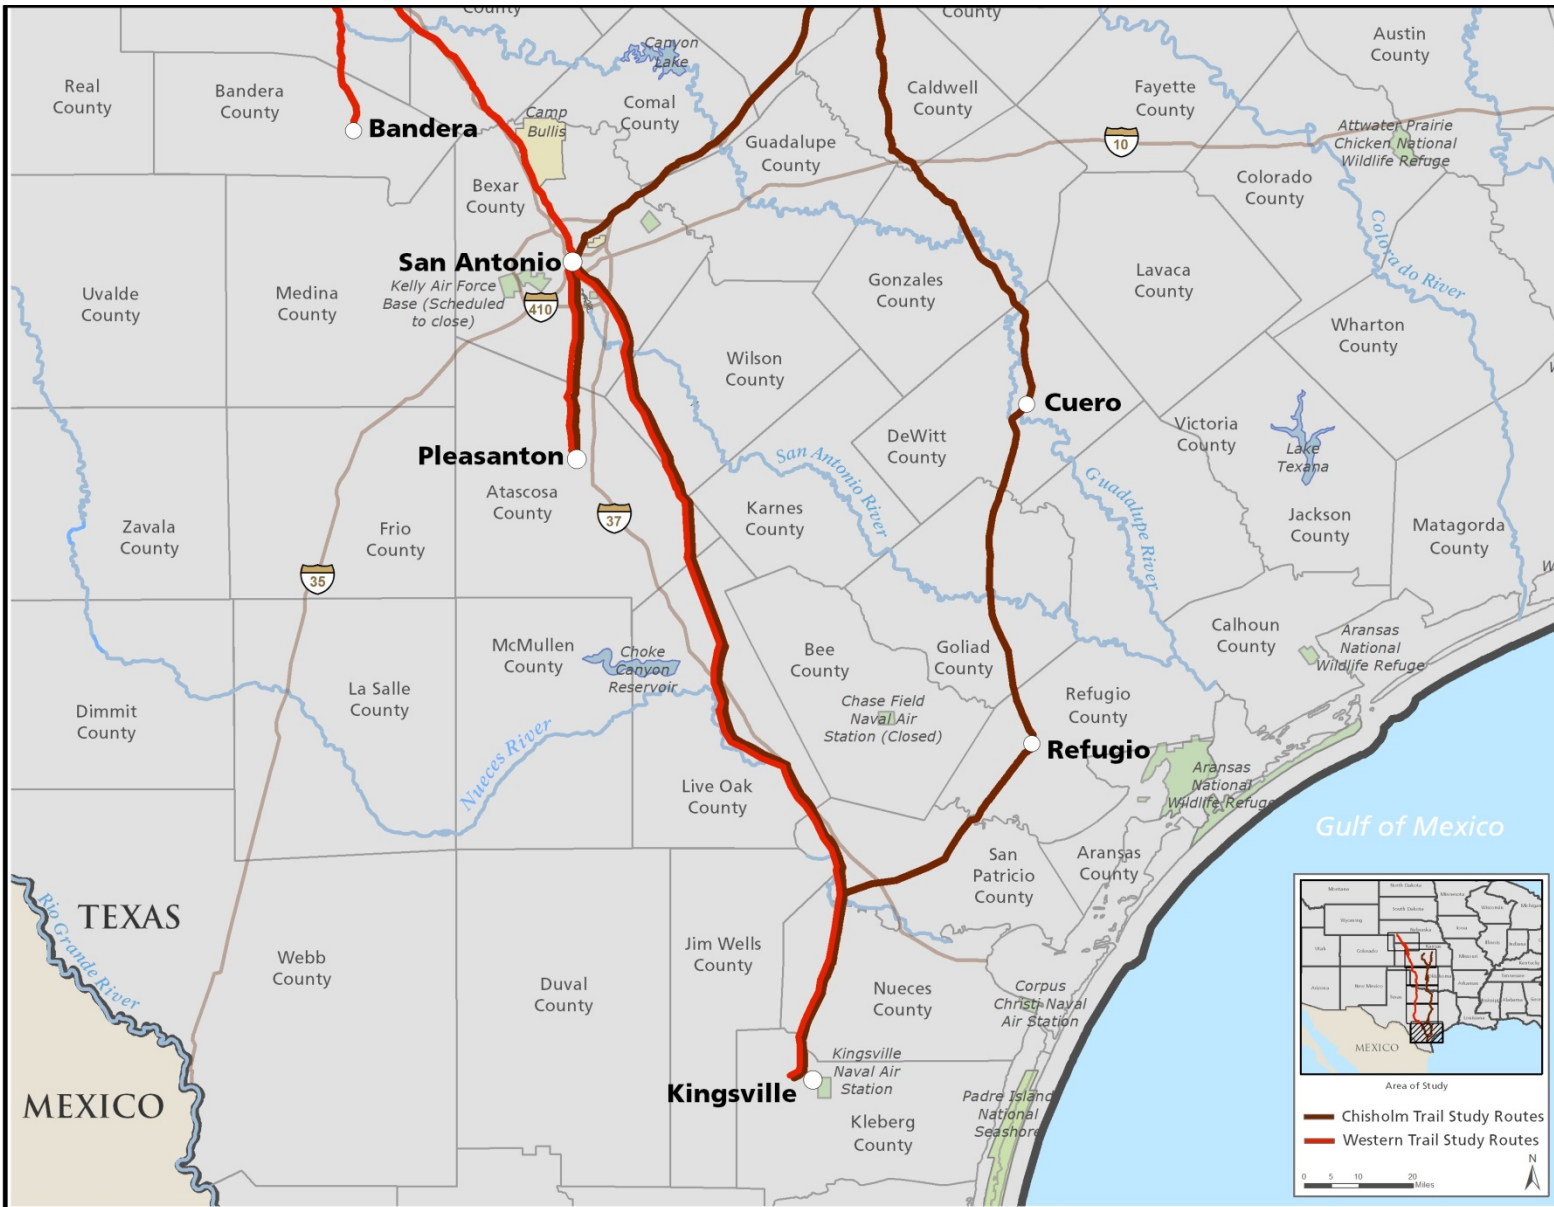 County
County
Canyon
Lake
Austin
County
Real
County
Bandera
County
Caldwell
County
Fayette
County
Comal
County
Camp
Bullis
Bandera
Guadalupe
County
10
Attwater Prairie
Chicken National
Wildlife Refuge
Bexar
County
Colorado
County
Colorado River
San Antonio
Kelly Air Force
Base (Scheduled
to close)
410
Uvalde
County
Medina
County
Gonzales
County
Lavaca
County
Wharton
County
Wilson
County
Cuero
Victoria
County
DeWitt
County
Lake
Texana
Pleasanton
San Antonio River
Guadalupe River
Atascosa
County
37
Karnes
County
Jackson
County
Matagorda
County
Zavala
County
Frio
County
35
McMullen
County
Choke
Canyon
Reservoir
Bee
County
Goliad
County
Calhoun
County
Aransas
National
Wildlife Refuge
La Salle
County
Dimmit
County
Chase Field
Naval Air
Station (Closed)
Refugio
County
Nueces River
Refugio
Live Oak
County
Aransas
National
Wildlife Refuge
Gulf of Mexico
San
Patricio
County
Aransas
County
TEXAS
Rio Grande River
Webb
County
Jim Wells
County
Duval
County
Nueces
County
Corpus
Christi Naval
Air Station
MEXICO
Kingsville
Naval Air
Station
Kingsville
Kleberg
County
Padre Island
National
Seashore
MEXICO
Area of Study
Chisholm Trail Study Routes
Western Trail Study Routes
N
0 5 10 20
Miles